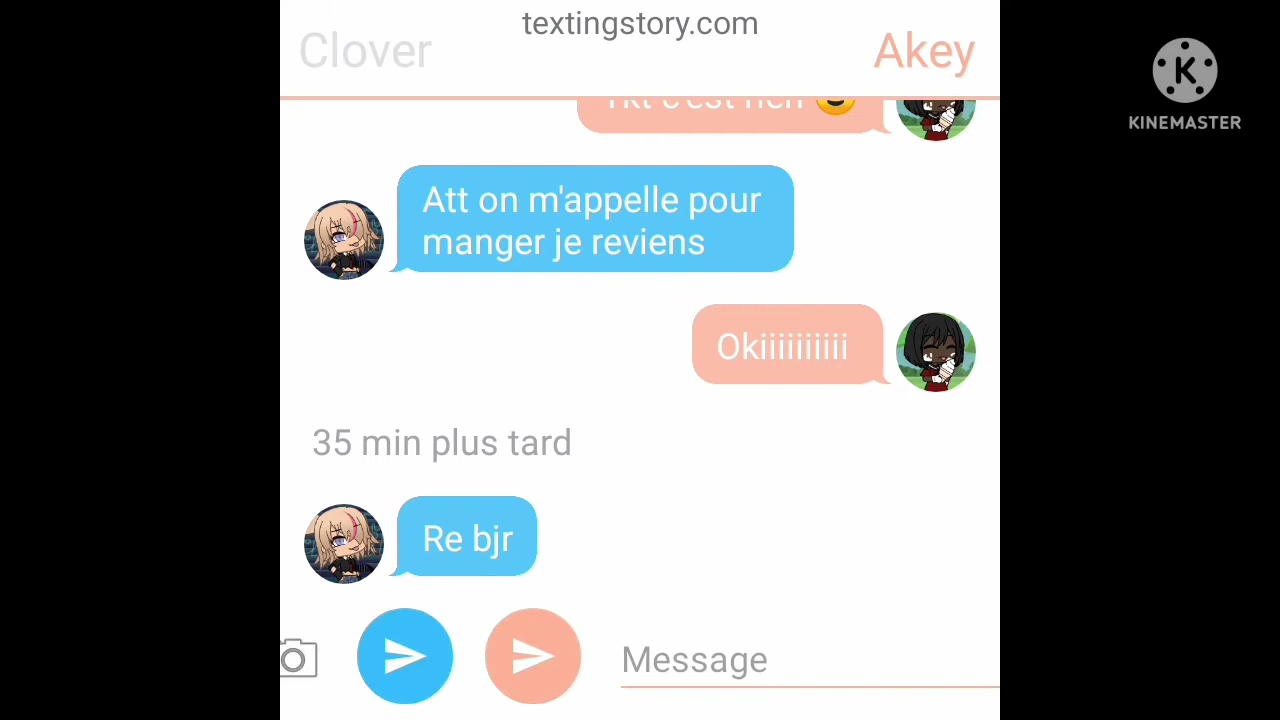 textingstory.com
Clover
Akey
c'est rien
Att on m'appelle pour
manger je reviens
Okiiiiiiiiii
35 min plus tard
Re bjr
Message
K
KINEMASTER